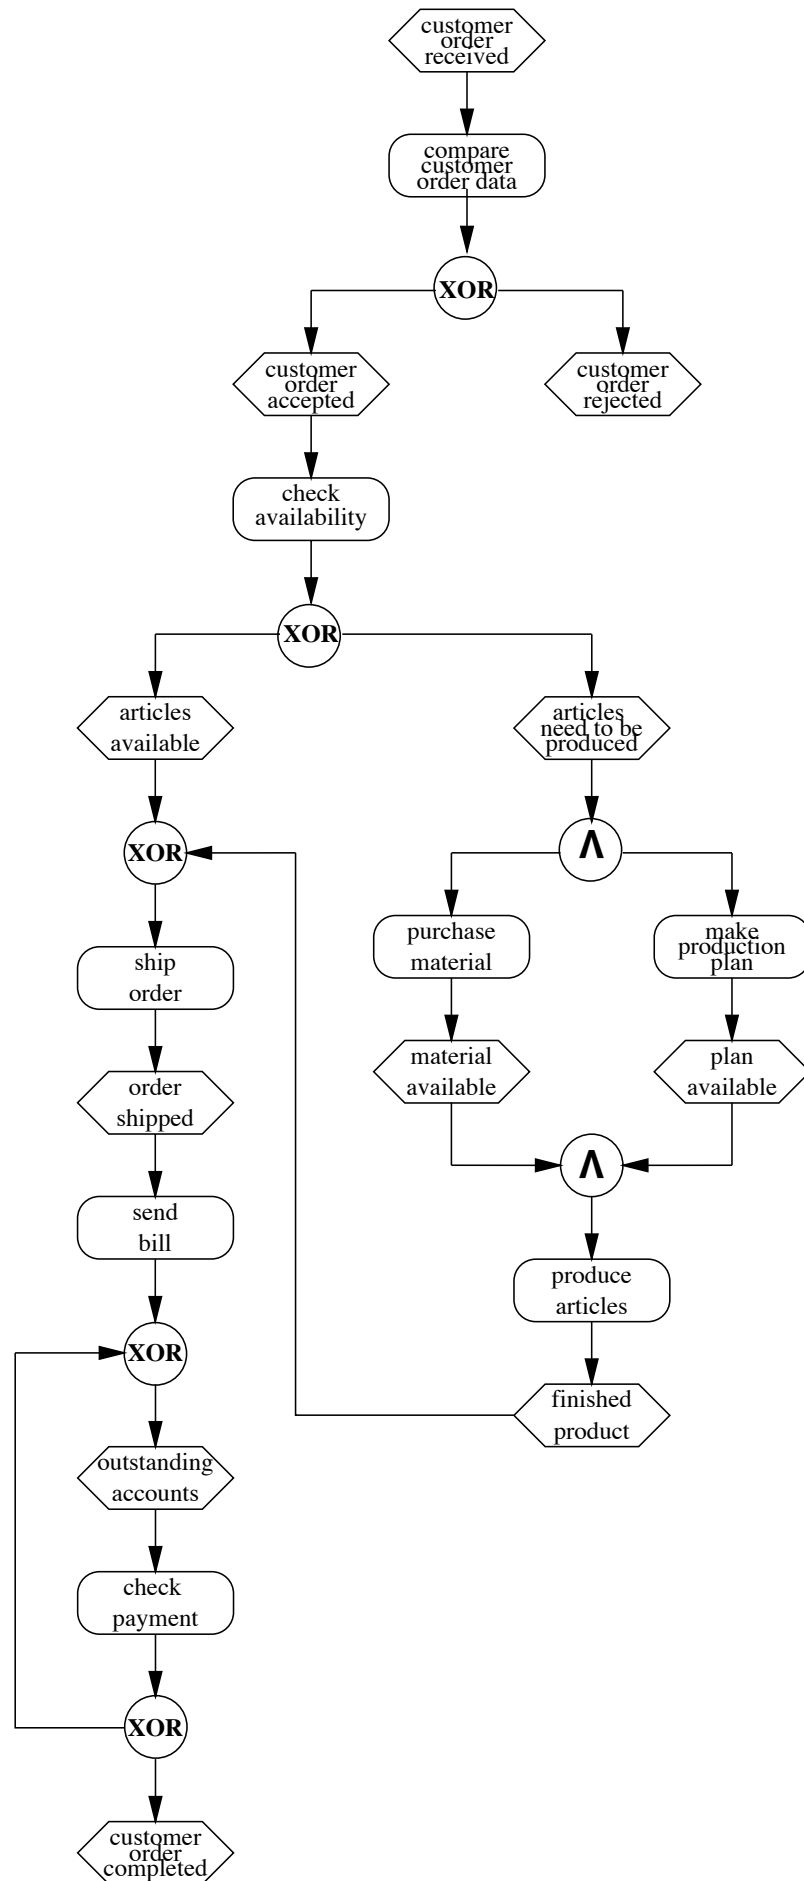 customer
order
received
compare
customer
order data
XOR
customer
order
accepted
customer
order
rejected
check
availability
XOR
articles
available
articles
need to be
produced
XOR
Λ
purchase
material
make
production
plan
ship
order
material
available
plan
available
order
shipped
Λ
send
bill
produce
articles
XOR
finished
product
outstanding
accounts
check
payment
XOR
customer
order
completed